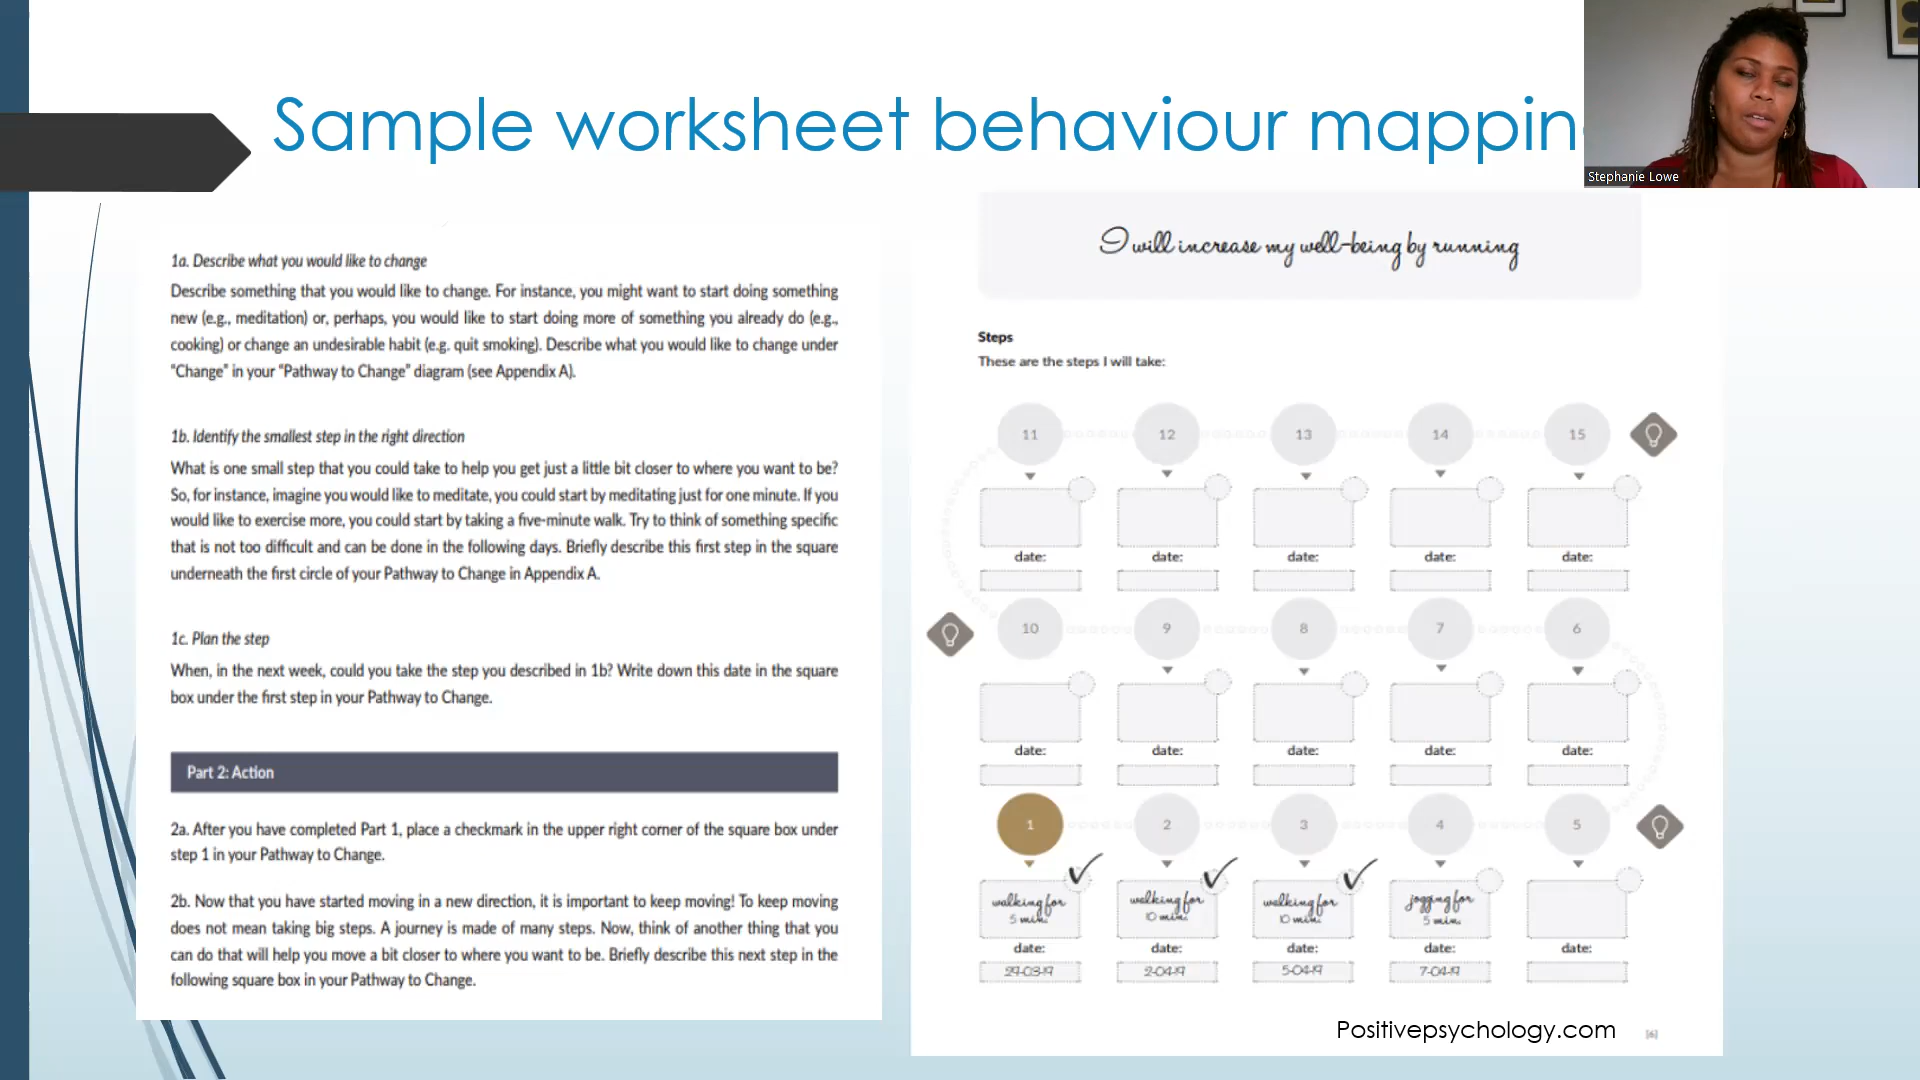 Sample worksheet behaviour mappin
Stephanie Lowe
1a. Describe what you would like to change
Describe something that you would like to change. For instance, you might want to start doing something
new (e.g., meditation) or, perhaps, you would like to start doing more of something you already do (e.g.,
cooking) or change an undesirable habit (e.g. quit smoking). Describe what you would like to change under
"Change" in your "Pathway to Change" diagram (see Appendix A).
1b. Identify the smallest step in the right direction
What is one small step that you could take to help you get just a little bit closer to where you want to be?
So, for instance, imagine you would like to meditate, you could start by meditating just for one minute. If you
would like to exercise more, you could start by taking a five-minute walk. Try to think of something specific
that is not too difficult and can be done in the following days. Briefly describe this first step in the square
underneath the first circle of your Pathway to Change in Appendix A.
1c. Plan the step
When, in the next week, could you take the step you described in 1b? Write down this date in the square
box under the first step in your Pathway to Change.
Part 2: Action
2a. After you have completed Part 1, place a checkmark in the upper right corner of the square box under
step 1 in your Pathway to Change.
2b. Now that you have started moving in a new direction, it is important to keep moving! To keep moving
does not mean taking big steps. A journey is made of many steps. Now, think of another thing that you
can do that will help you move a bit closer to where you want to be. Briefly describe this next step in the
following square box in your Pathway to Change.
I will increase my well-being by running
Steps
These are the steps I will take:
11 12 13 14 15
date: date: date: date: date:
10 9 8 7 6
date: date: date: date: date:
1 2 3 4 5
walking for walking for walking for jogging for
5 min. 10 min. 10 min. 5 min.
date: date: date: date: date:
29-03-19 2-04-19 5-04-19 7-04-19
Positivepsychology.com
[6]